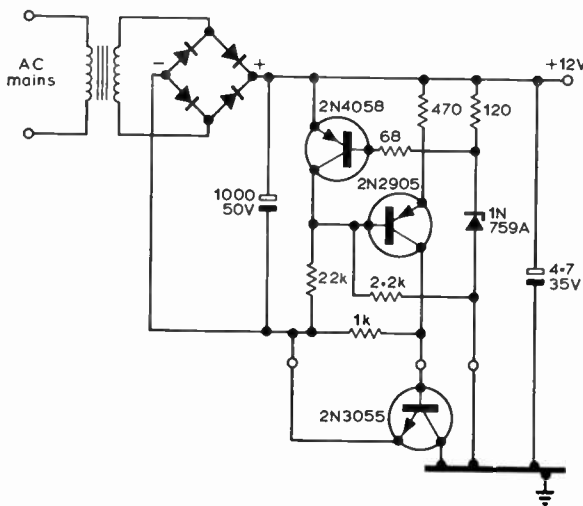 AC
mains
-
+
+12V
2N4058
470
120
68
2N2905
1000
50V
1N
759A
4·7
35V
22k
2·2k
1k
2N3055